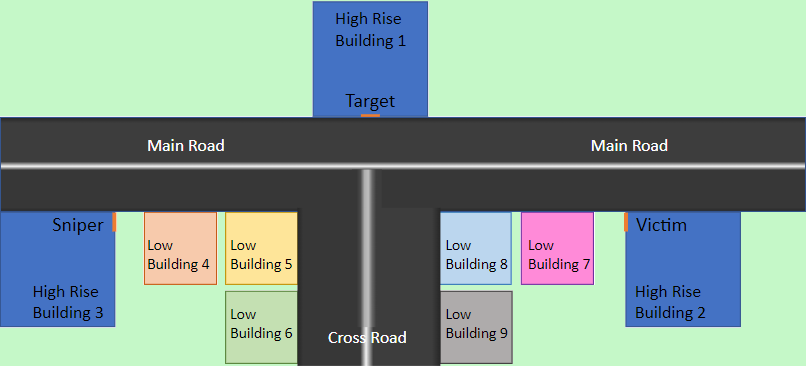 High Rise
Building 1
Target
Main Road
Main Road
Sniper
Victim
Low
Building 4
Low
Building 5
Low
Building 8
Low
Building 7
High Rise
Building 3
High Rise
Building 2
Low
Building 6
Low
Building 9
Cross Road